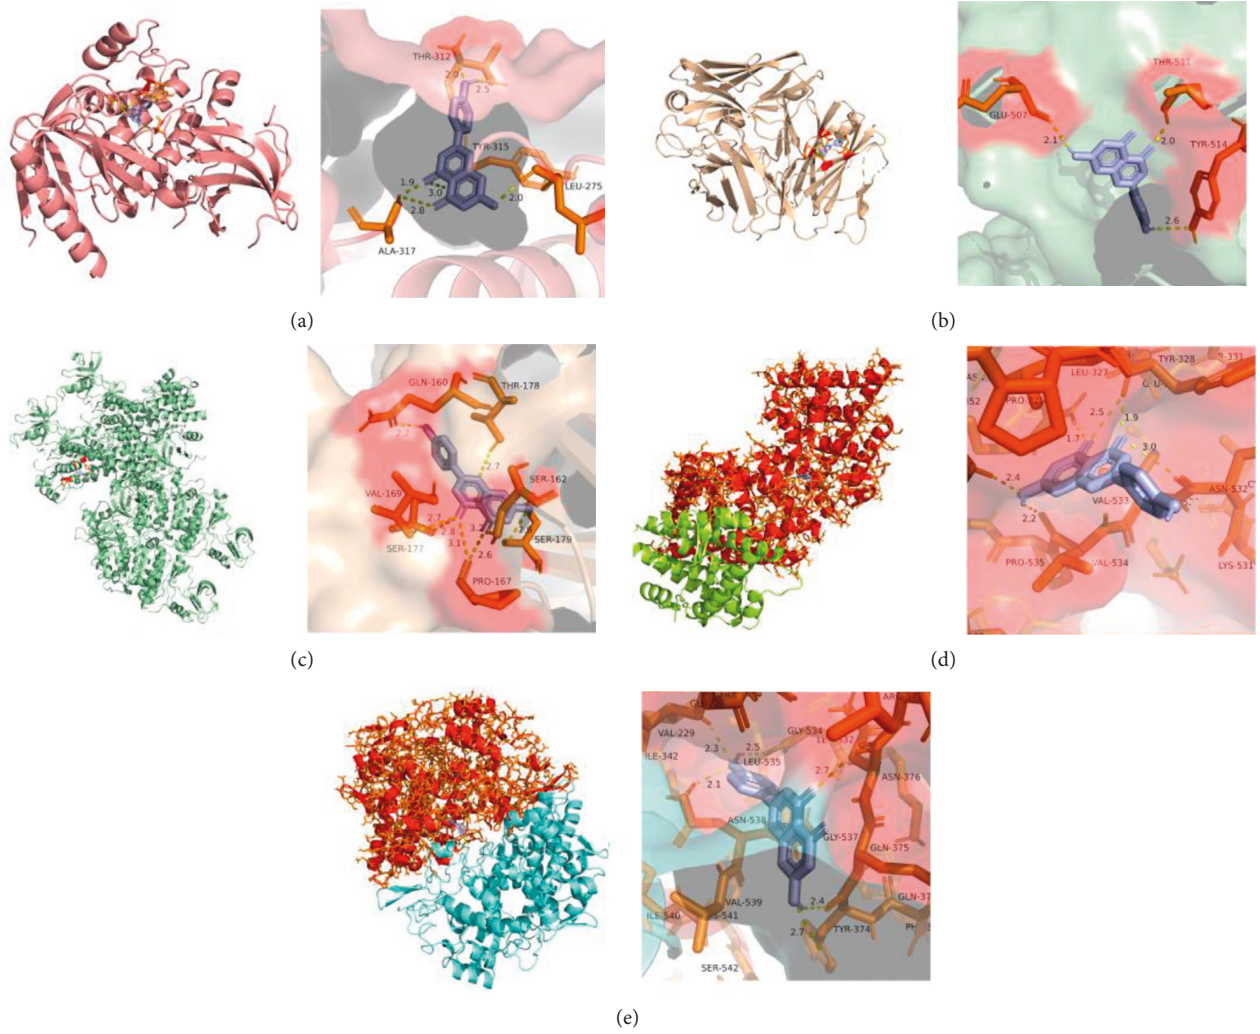 THR-312
2.0
2.5
TYR-315
1.9
3.0
2.0
LEU-275
2.8
ALA-317
(a)
THR-511
GLU-507
2.1
2.0
TYR-514
2.6
(b)
GLN-160
THR-178
2.2
2.7
SER-162
VAL-169
2.7
2.8
3.2
SER-177
3.1
2.6
SER-179
PRO-167
(c)
TYR-328
LEU-327
2.5
1.9
1.7
3.0
2.4
ASN-532
VAL-533
2.2
PRO-535
VAL-534
LYS-531
(d)
VAL-229
GLY-534
2.3
2.5
ILE-342
LEU-535
2.7
2.1
ASN-376
ASN-538
GLY-537
GLN-375
VAL-539
2.4
ILE-540
2.7
TYR-374
SER-542
(e)